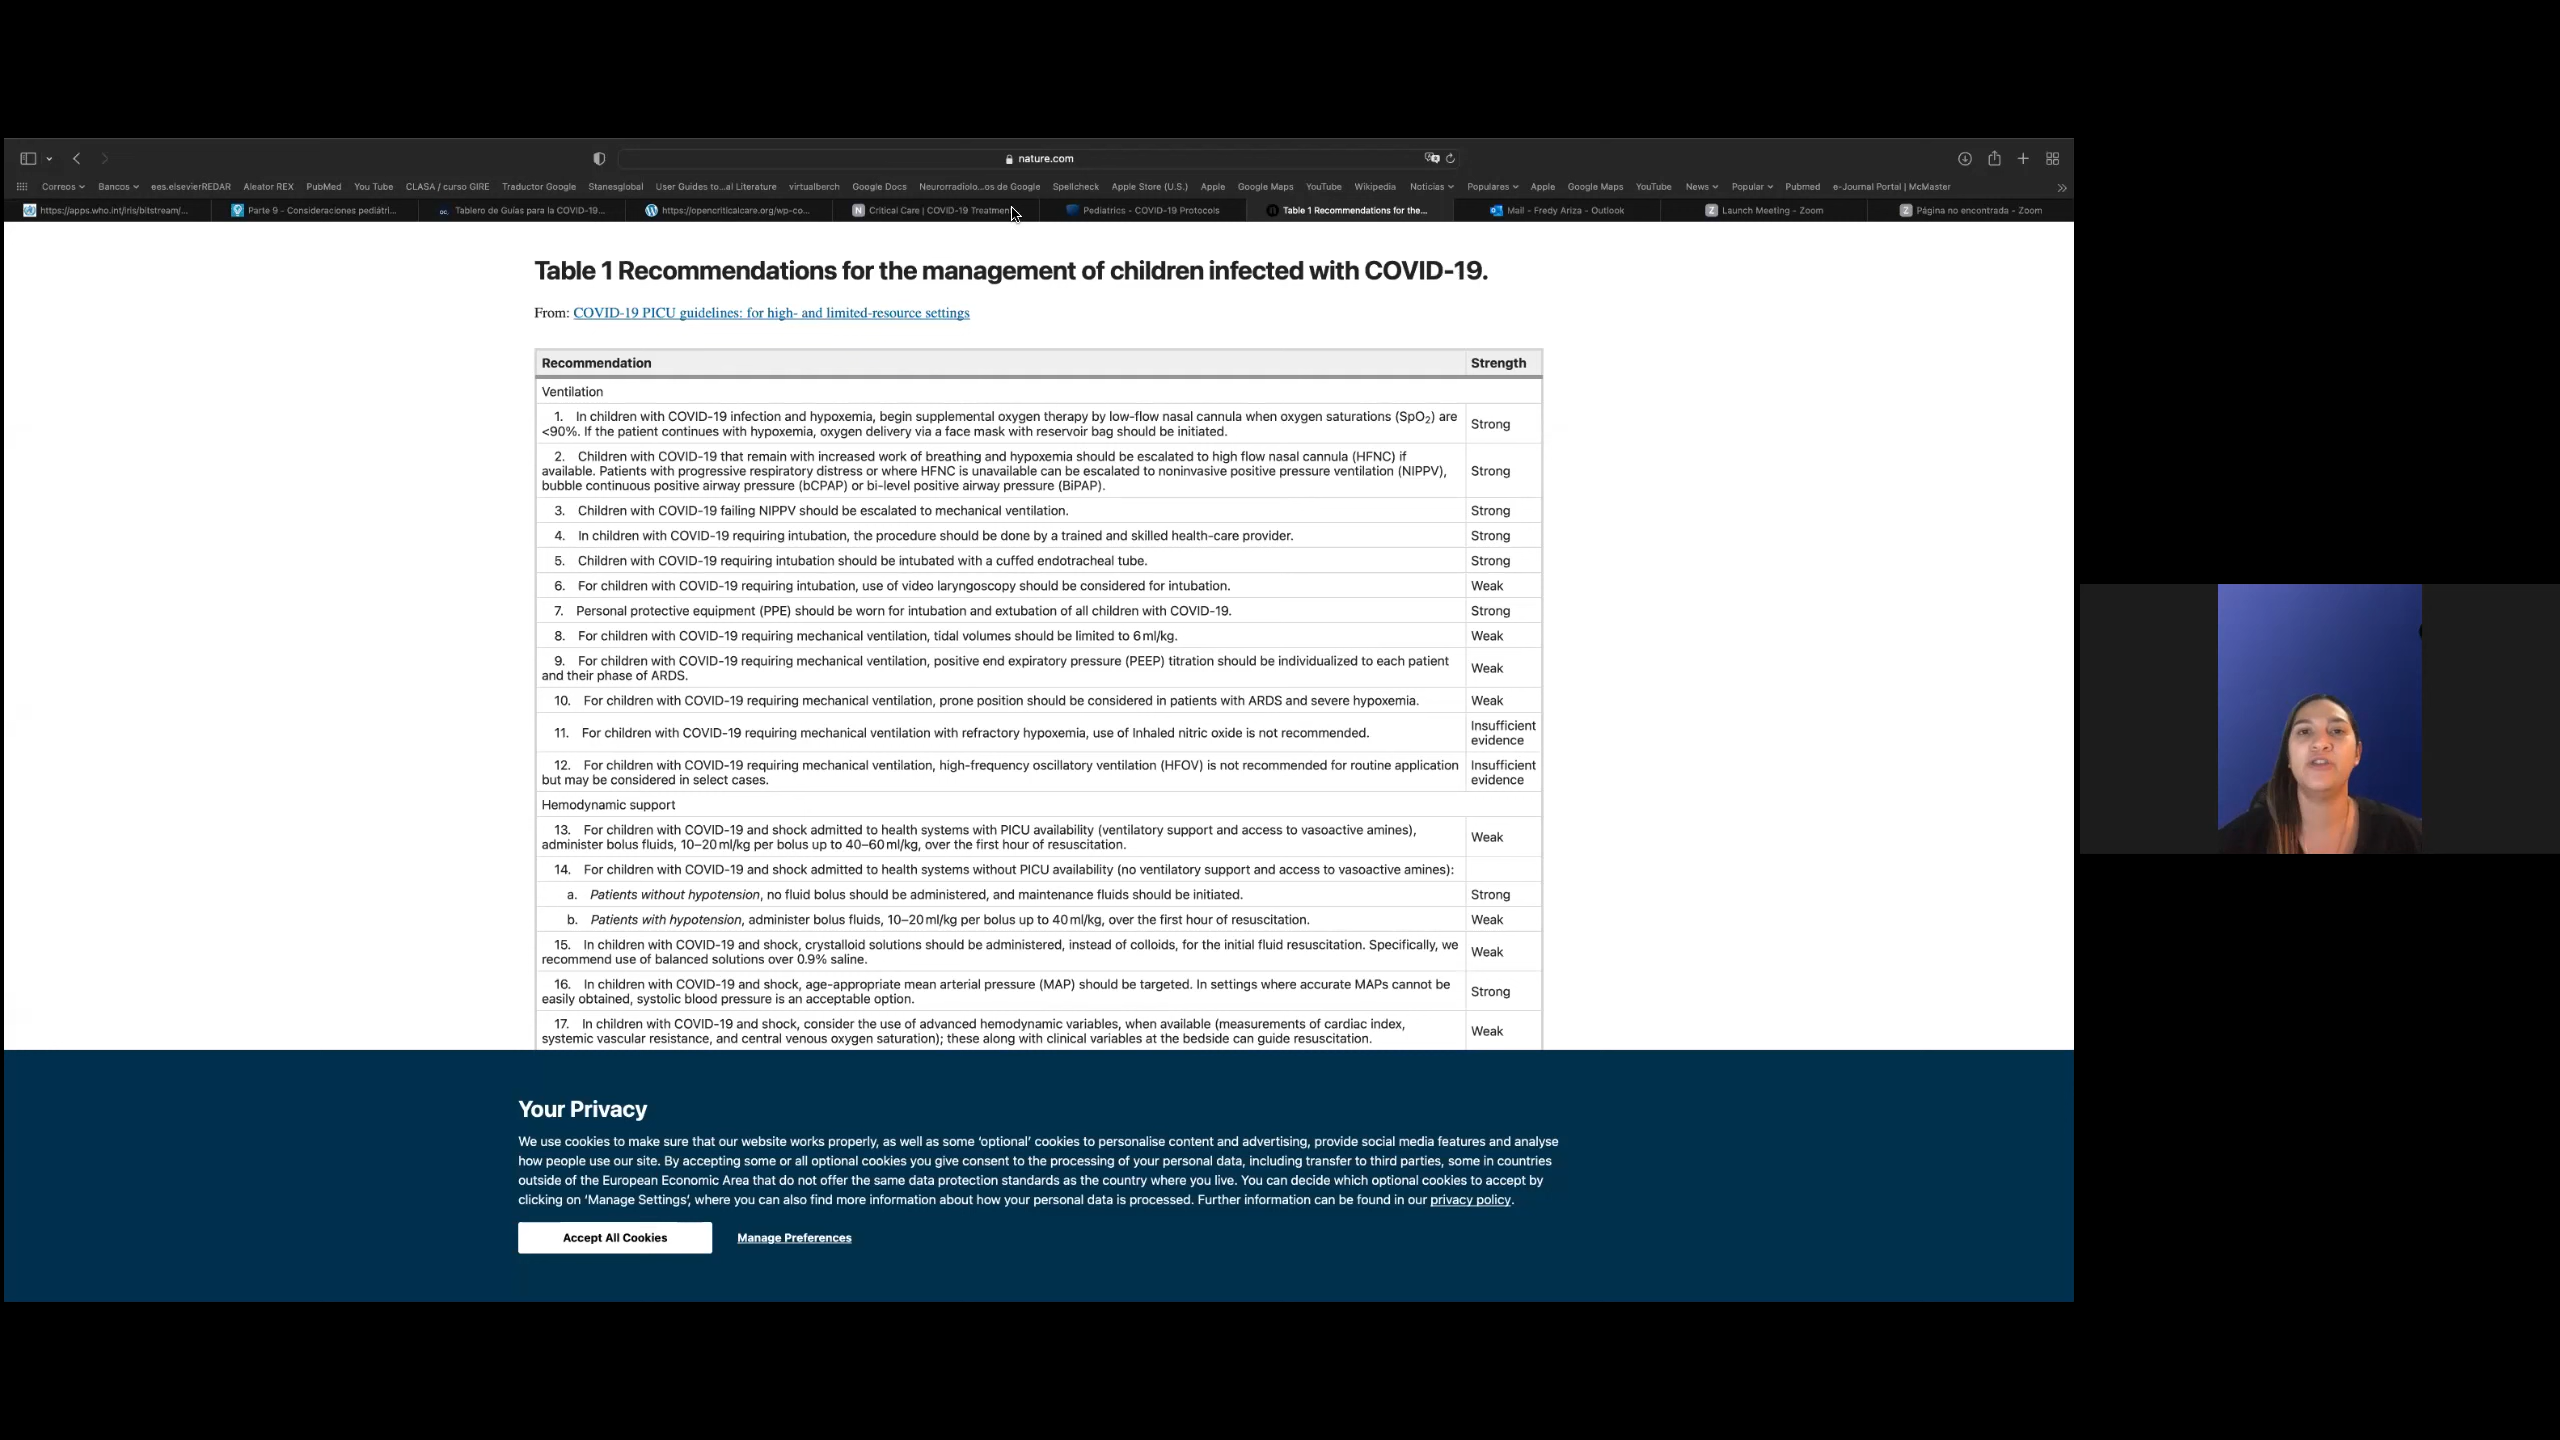 nature.com
Correos Bancos ees.elsevierREDAR Aleator REX PubMed You Tube CLASA / curso GIRE Traductor Google Stanesglobal User Guides to...al Literature virtualberch Google Docs Neurorradiolo...os de Google Spellcheck Apple Store (U.S.) Apple Google Maps YouTube Wikipedia Noticias Populares Apple Google Maps YouTube News Popular Pubmed e-Journal Portal | McMaster
https://apps.who.int/iris/bitstream/... Parte 9 - Consideraciones pediátri... Tablero de Guías para la COVID-19... https://opencriticalcare.org/wp-co... Critical Care | COVID-19 Treatmen Pediatrics - COVID-19 Protocols Table 1 Recommendations for the... Mail - Fredy Ariza - Outlook Launch Meeting - Zoom Página no encontrada - Zoom
Table 1 Recommendations for the management of children infected with COVID-19.
From: COVID-19 PICU guidelines: for high- and limited-resource settings
Recommendation Strength
Ventilation
1. In children with COVID-19 infection and hypoxemia, begin supplemental oxygen therapy by low-flow nasal cannula when oxygen saturations (SpO2) are
<90%. If the patient continues with hypoxemia, oxygen delivery via a face mask with reservoir bag should be initiated.
Strong
2. Children with COVID-19 that remain with increased work of breathing and hypoxemia should be escalated to high flow nasal cannula (HFNC) if
available. Patients with progressive respiratory distress or where HFNC is unavailable can be escalated to noninvasive positive pressure ventilation (NIPPV),
bubble continuous positive airway pressure (bCPAP) or bi-level positive airway pressure (BiPAP).
Strong
3. Children with COVID-19 failing NIPPV should be escalated to mechanical ventilation. Strong
4. In children with COVID-19 requiring intubation, the procedure should be done by a trained and skilled health-care provider. Strong
5. Children with COVID-19 requiring intubation should be intubated with a cuffed endotracheal tube. Strong
6. For children with COVID-19 requiring intubation, use of video laryngoscopy should be considered for intubation. Weak
7. Personal protective equipment (PPE) should be worn for intubation and extubation of all children with COVID-19. Strong
8. For children with COVID-19 requiring mechanical ventilation, tidal volumes should be limited to 6 ml/kg. Weak
9. For children with COVID-19 requiring mechanical ventilation, positive end expiratory pressure (PEEP) titration should be individualized to each patient
and their phase of ARDS.
Weak
10. For children with COVID-19 requiring mechanical ventilation, prone position should be considered in patients with ARDS and severe hypoxemia. Weak
11. For children with COVID-19 requiring mechanical ventilation with refractory hypoxemia, use of Inhaled nitric oxide is not recommended.
Insufficient
evidence
12. For children with COVID-19 requiring mechanical ventilation, high-frequency oscillatory ventilation (HFOV) is not recommended for routine application
but may be considered in select cases.
Insufficient
evidence
Hemodynamic support
13. For children with COVID-19 and shock admitted to health systems with PICU availability (ventilatory support and access to vasoactive amines),
administer bolus fluids, 10–20 ml/kg per bolus up to 40–60 ml/kg, over the first hour of resuscitation.
Weak
14. For children with COVID-19 and shock admitted to health systems without PICU availability (no ventilatory support and access to vasoactive amines):
a. Patients without hypotension, no fluid bolus should be administered, and maintenance fluids should be initiated. Strong
b. Patients with hypotension, administer bolus fluids, 10–20 ml/kg per bolus up to 40 ml/kg, over the first hour of resuscitation. Weak
15. In children with COVID-19 and shock, crystalloid solutions should be administered, instead of colloids, for the initial fluid resuscitation. Specifically, we
recommend use of balanced solutions over 0.9% saline.
Weak
16. In children with COVID-19 and shock, age-appropriate mean arterial pressure (MAP) should be targeted. In settings where accurate MAPs cannot be
easily obtained, systolic blood pressure is an acceptable option.
Strong
17. In children with COVID-19 and shock, consider the use of advanced hemodynamic variables, when available (measurements of cardiac index,
systemic vascular resistance, and central venous oxygen saturation); these along with clinical variables at the bedside can guide resuscitation.
Weak
Your Privacy
We use cookies to make sure that our website works properly, as well as some ‘optional’ cookies to personalise content and advertising, provide social media features and analyse
how people use our site. By accepting some or all optional cookies you give consent to the processing of your personal data, including transfer to third parties, some in countries
outside of the European Economic Area that do not offer the same data protection standards as the country where you live. You can decide which optional cookies to accept by
clicking on ‘Manage Settings’, where you can also find more information about how your personal data is processed. Further information can be found in our privacy policy.
Accept All Cookies Manage Preferences